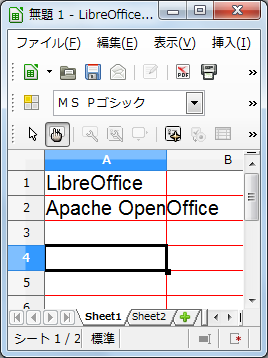 無題 1 - LibreOffice...
ファイル(F) 編集(E) 表示(V) 挿入(I)
PDF
ＭＳ Ｐゴシック
A B
1 LibreOffice
2 Apache OpenOffice
3
4
5
6
Sheet1 Sheet2
シート 1 / 2 標準